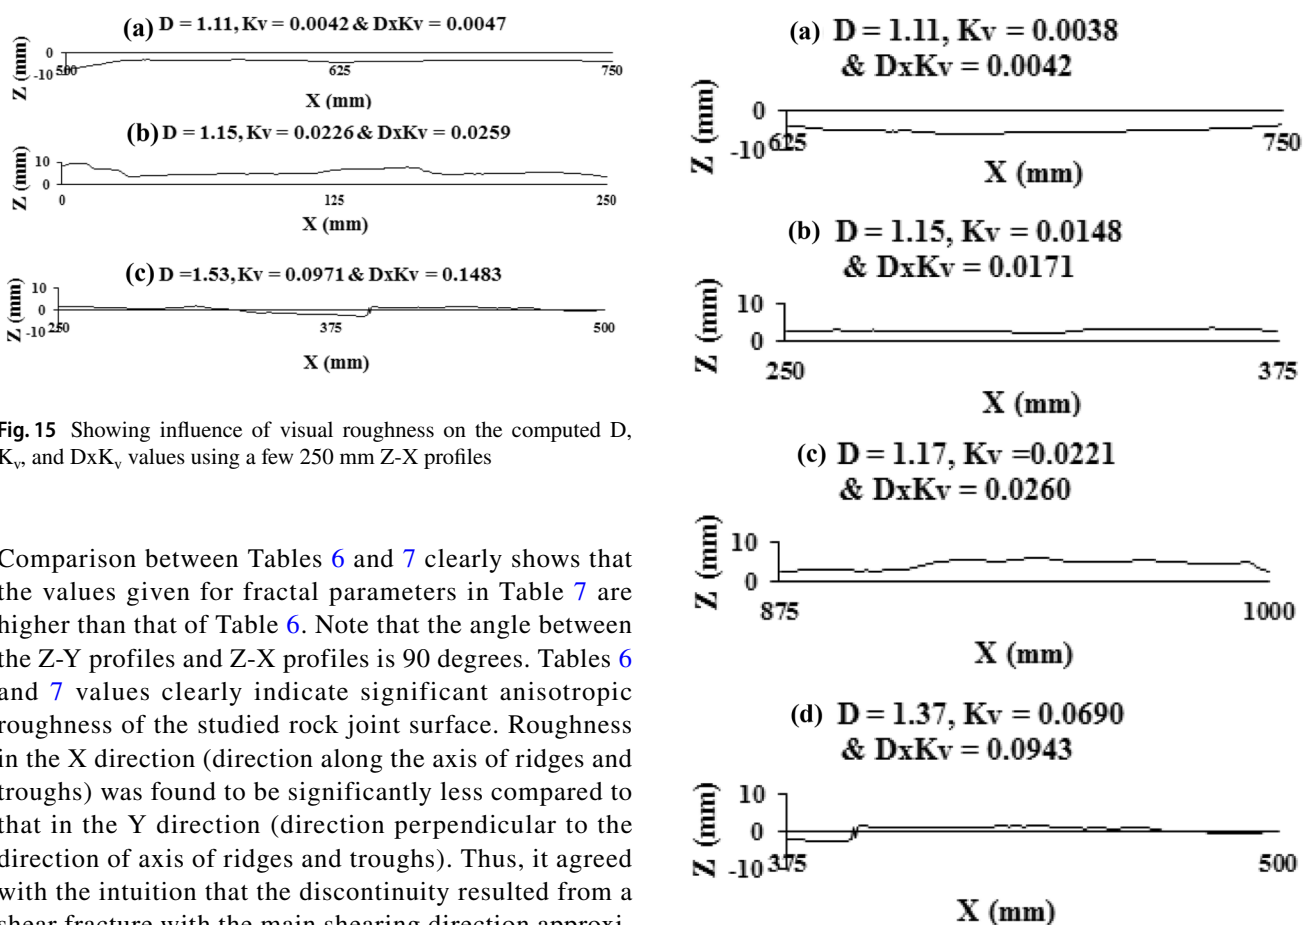 (a) D = 1.11, Kv = 0.0042 & DxKv = 0.0047
Z (mm)
0
-10
500
625
750
X (mm)
(b) D = 1.15, Kv = 0.0226 & DxKv = 0.0259
Z (mm)
10
0
0
125
250
X (mm)
(c) D =1.53, Kv = 0.0971 & DxKv = 0.1483
Z (mm)
10
0
-10
250
375
500
X (mm)
Fig. 15 Showing influence of visual roughness on the computed D,
Kv, and DxKv values using a few 250 mm Z-X profiles
Comparison between Tables 6 and 7 clearly shows that
the values given for fractal parameters in Table 7 are
higher than that of Table 6. Note that the angle between
the Z-Y profiles and Z-X profiles is 90 degrees. Tables 6
and 7 values clearly indicate significant anisotropic
roughness of the studied rock joint surface. Roughness
in the X direction (direction along the axis of ridges and
troughs) was found to be significantly less compared to
that in the Y direction (direction perpendicular to the
direction of axis of ridges and troughs). Thus, it agreed
with the intuition that the discontinuity resulted from a
shear fracture with the main shearing direction approxi-
(a) D = 1.11, Kv = 0.0038
& DxKv = 0.0042
Z (mm)
0
-10
625
750
X (mm)
(b) D = 1.15, Kv = 0.0148
& DxKv = 0.0171
Z (mm)
10
0
250
375
X (mm)
(c) D = 1.17, Kv =0.0221
& DxKv = 0.0260
Z (mm)
10
0
875
1000
X (mm)
(d) D = 1.37, Kv = 0.0690
& DxKv = 0.0943
Z (mm)
10
0
-10
375
500
X (mm)